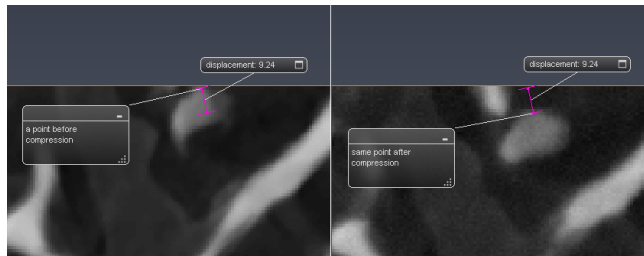 displacement: 9.24
a point before
compression
displacement: 9.24
same point after
compression